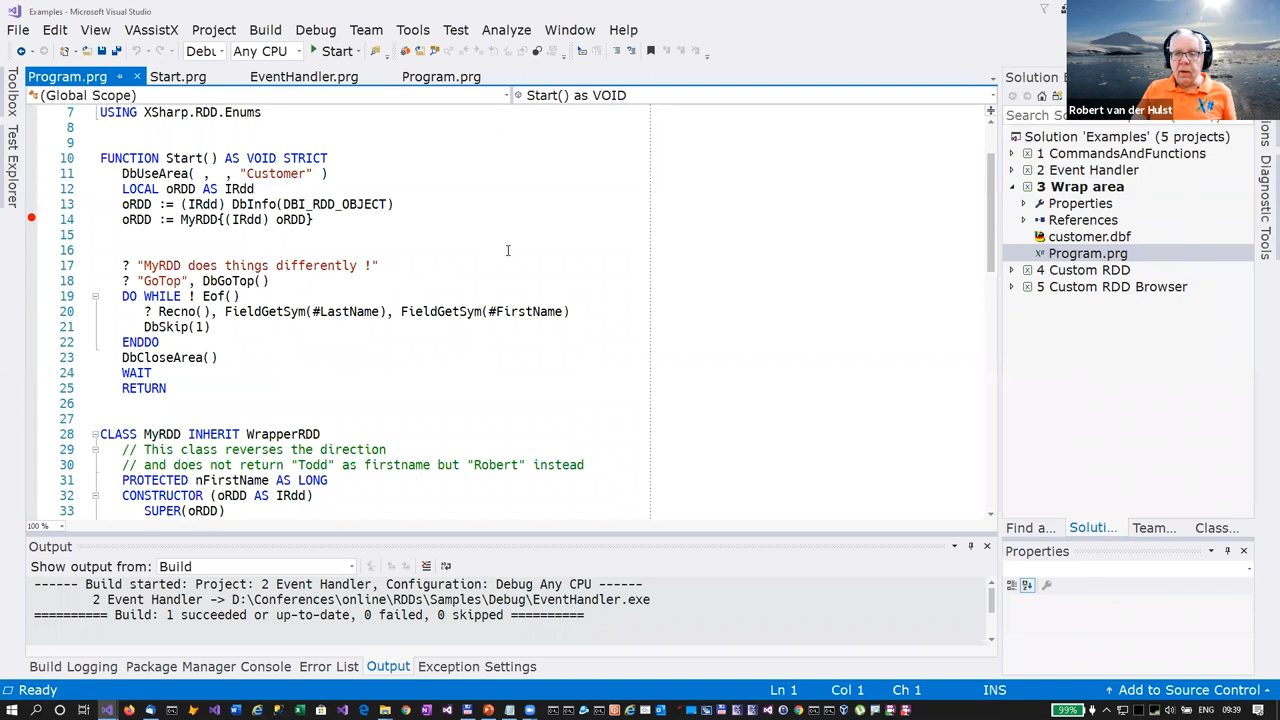 Examples - Microsoft Visual Studio
File Edit View VAssistX Build Debug Team Tools Test Analyze Window Help
Debu Any CPU Start
Program.prg Start.prg EventHandler.prg Program.prg
(Global Scope) Start() as VOID
Toolbox Test Explorer
7 USING XSharp.RDD.Enums
8
9
10 FUNCTION Start() AS VOID STRICT
11 DbUseArea( , , "Customer" )
12 LOCAL oRDD AS IRdd
13 oRDD := (IRdd) DbInfo(DBI_RDD_OBJECT)
14 oRDD := MyRDD{(IRdd) oRDD}
15
16
17 ? "MyRDD does things differently !"
18 ? "GoTop", DbGoTop()
19 DO WHILE ! Eof()
20 ? Recno(), FieldGetSym(#LastName), FieldGetSym(#FirstName)
21 DbSkip(1)
22 ENDDO
23 DbCloseArea()
24 WAIT
25 RETURN
26
27
28 CLASS MyRDD INHERIT WrapperRDD
29 // This class reverses the direction
30 // and does not return "Todd" as firstname but "Robert" instead
31 PROTECTED nFirstName AS LONG
32 CONSTRUCTOR (oRDD AS IRdd)
33 SUPER(oRDD)
100 %
Output
Show output from: Build
------ Build started: Project: 2 Event Handler, Configuration: Debug Any CPU ------
2 Event Handler -> D:\Conferences\online\RDDs\Samples\Debug\EventHandler.exe
========== Build: 1 succeeded or up-to-date, 0 failed, 0 skipped ==========
Build Logging Package Manager Console Error List Output Exception Settings
Robert van der Hulst
X#
Solution E
Search S
Solution 'Examples' (5 projects)
1 CommandsAndFunctions
2 Event Handler
3 Wrap area
Properties
References
customer.dbf
Program.prg
4 Custom RDD
5 Custom RDD Browser
Diagnostic Tools
Find a... Soluti... Team... Class...
Properties
Ready Ln 1 Col 1 Ch 1 INS Add to Source Control
99% ENG 09:39